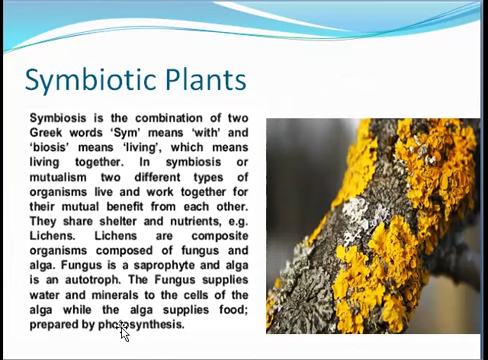 Symbiotic Plants
Symbiosis is the combination of two
Greek words ‘Sym’ means ‘with’ and
‘biosis’ means ‘living’, which means
living together. In symbiosis or
mutualism two different types of
organisms live and work together for
their mutual benefit from each other.
They share shelter and nutrients, e.g.
Lichens. Lichens are composite
organisms composed of fungus and
alga. Fungus is a saprophyte and alga
is an autotroph. The Fungus supplies
water and minerals to the cells of the
alga while the alga supplies food;
prepared by photosynthesis.